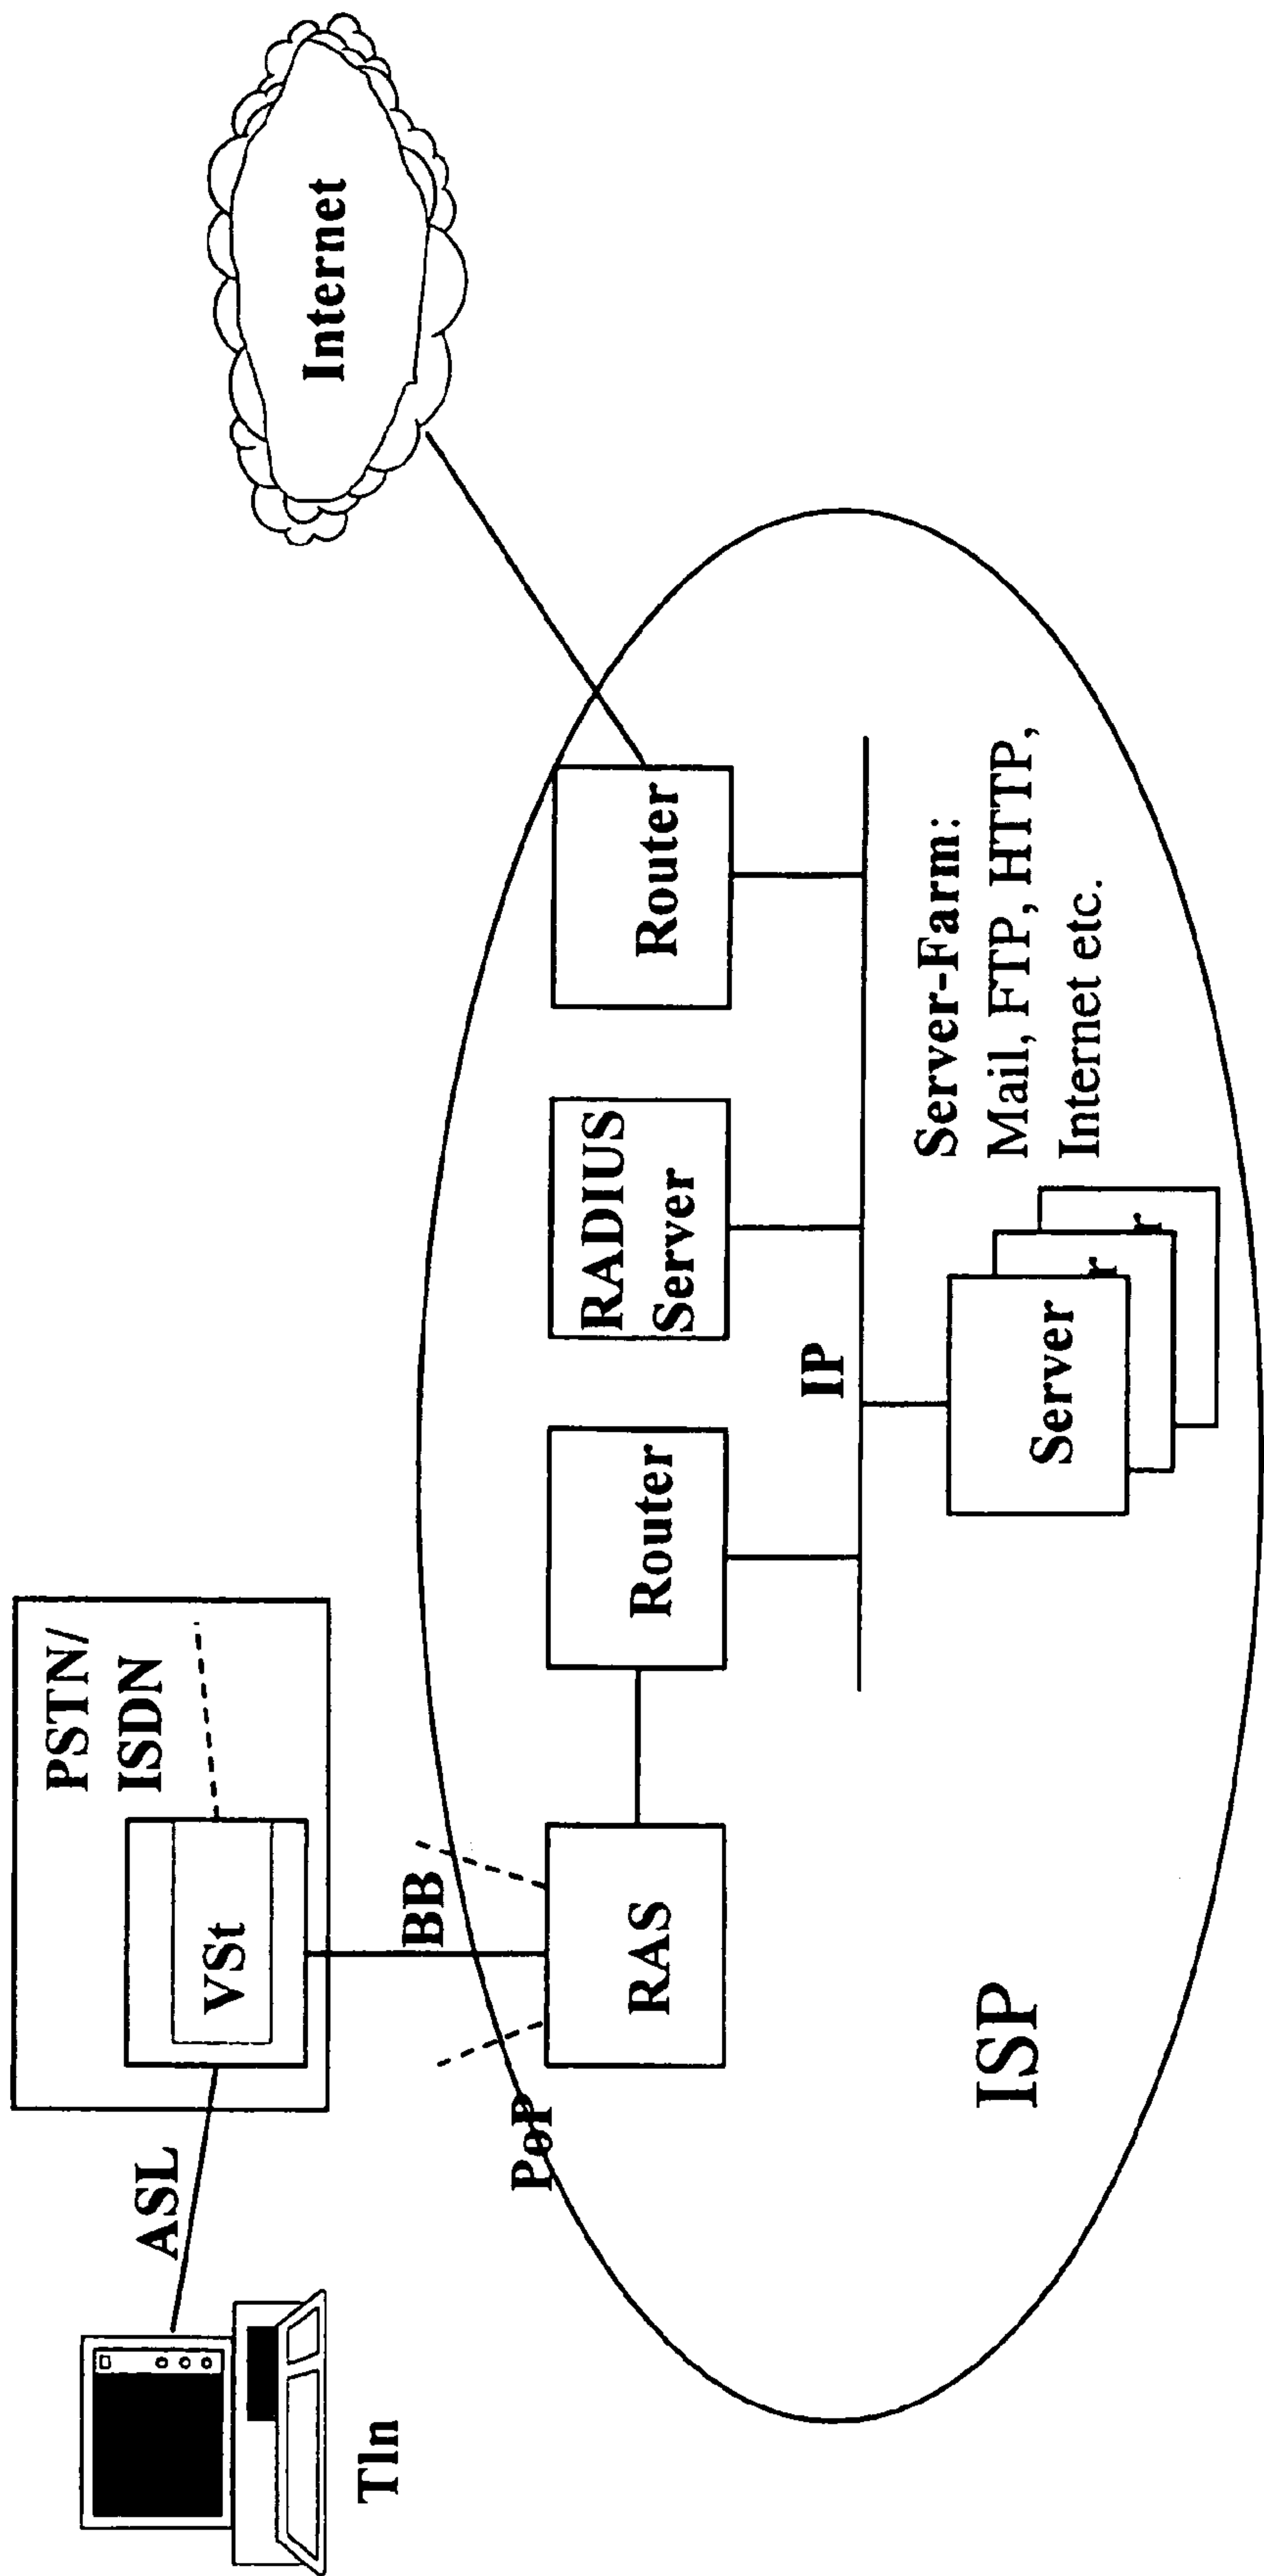 PSTN/
ISDN
VSt
ASL
Tln
BB
PoP
RAS
Router
RADIUS
Server
Router
Internet
IP
Server
r
r
Server-Farm:
Mail, FTP, HTTP,
Internet etc.
ISP